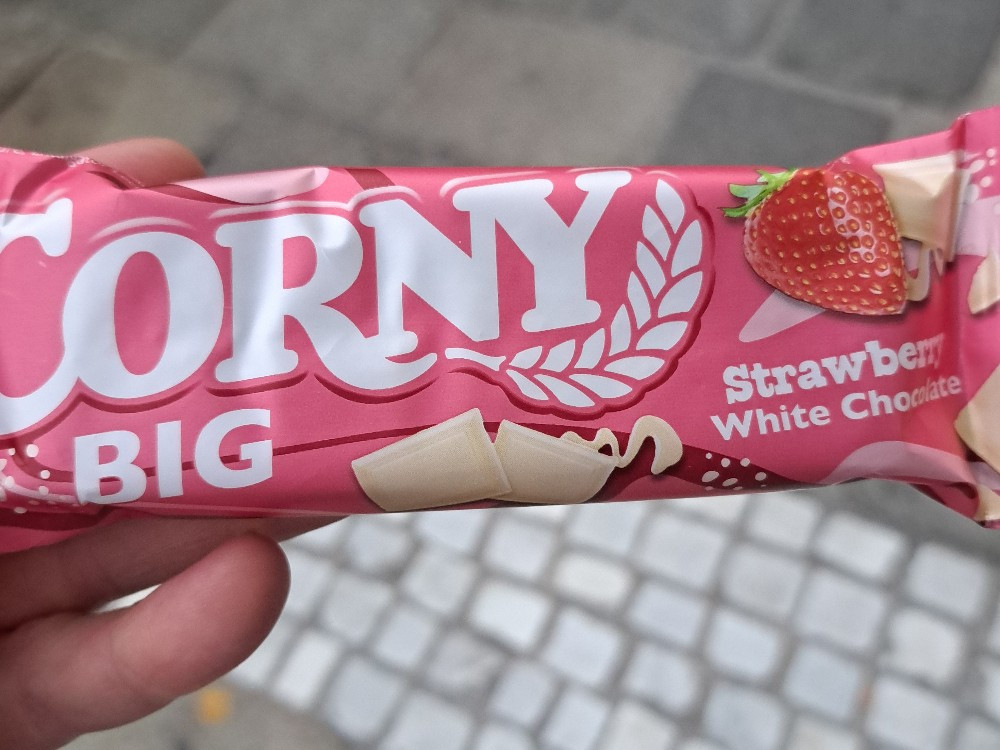 CORNY
BIG
Strawberry
White Chocolate